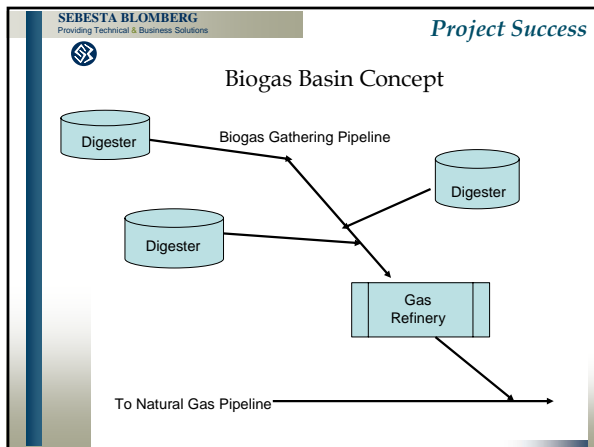 SEBESTA BLOMBERG
Providing Technical & Business Solutions
Project Success
Biogas Basin Concept
Digester
Biogas Gathering Pipeline
Digester
Digester
Gas
Refinery
To Natural Gas Pipeline